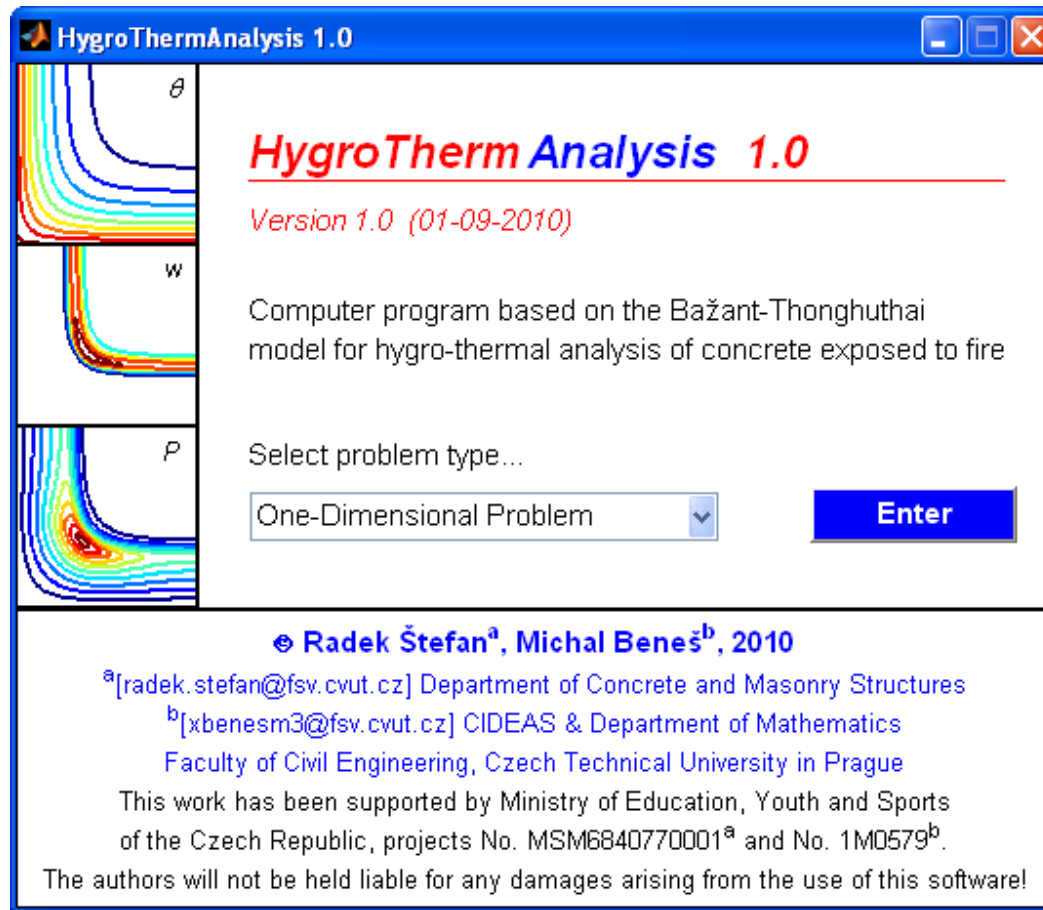 HygroThermAnalysis 1.0
θ
HygroTherm Analysis 1.0
Version 1.0 (01-09-2010)
w
Computer program based on the Bažant-Thonghuthai
model for hygro-thermal analysis of concrete exposed to fire
P
Select problem type...
One-Dimensional Problem
Enter
© Radek Štefanᵃ, Michal Benešᵇ, 2010
ᵃ[radek.stefan@fsv.cvut.cz] Department of Concrete and Masonry Structures
ᵇ[xbenesm3@fsv.cvut.cz] CIDEAS & Department of Mathematics
Faculty of Civil Engineering, Czech Technical University in Prague
This work has been supported by Ministry of Education, Youth and Sports
of the Czech Republic, projects No. MSM6840770001ᵃ and No. 1M0579ᵇ.
The authors will not be held liable for any damages arising from the use of this software!